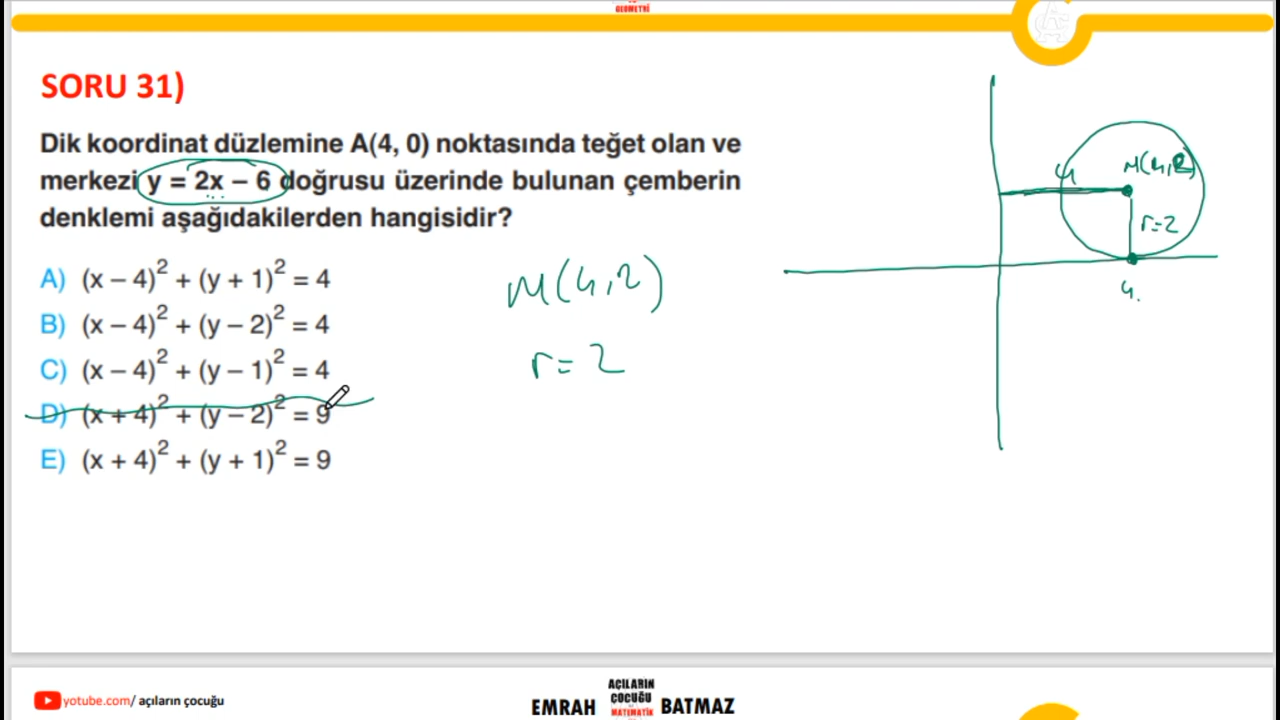 GEOMETRİ
SORU 31)
Dik koordinat düzlemine A(4, 0) noktasında teğet olan ve
merkezi y = 2x – 6 doğrusu üzerinde bulunan çemberin
denklemi aşağıdakilerden hangisidir?
A) (x – 4)² + (y + 1)² = 4
B) (x – 4)² + (y – 2)² = 4
C) (x – 4)² + (y – 1)² = 4
D) (x + 4)² + (y – 2)² = 9
E) (x + 4)² + (y + 1)² = 9
M(4,2)
r=2
4
M(4,2)
r=2
4.
yotube.com/ açıların çocuğu
EMRAH
AÇILARIN
ÇOCUĞU
MATEMATİK
BATMAZ